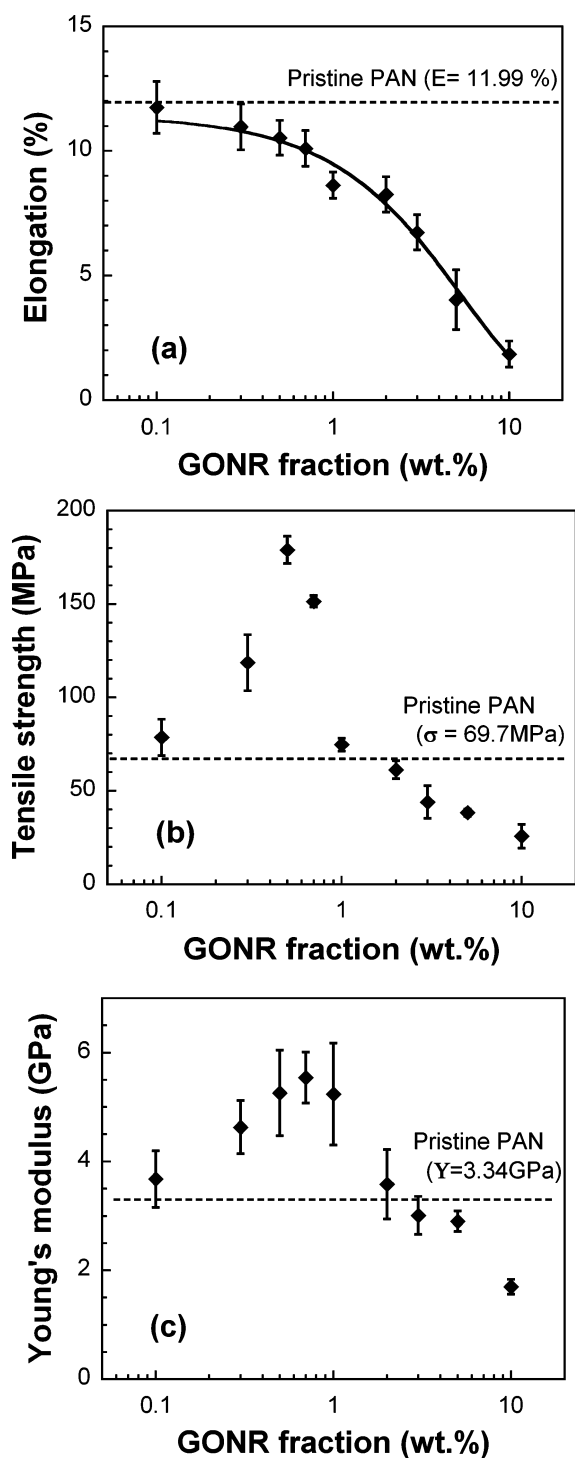 15
Pristine PAN (E= 11.99 %)
10
Elongation (%)
5
(a)
0
0.1 1 10
GONR fraction (wt.%)
200
150
Tensile strength (MPa)
100
Pristine PAN
(σ = 69.7MPa)
50
(b)
0
0.1 1 10
GONR fraction (wt.%)
6
Young's modulus (GPa)
4
Pristine PAN
(Y=3.34GPa)
2
(c)
0
0.1 1 10
GONR fraction (wt.%)